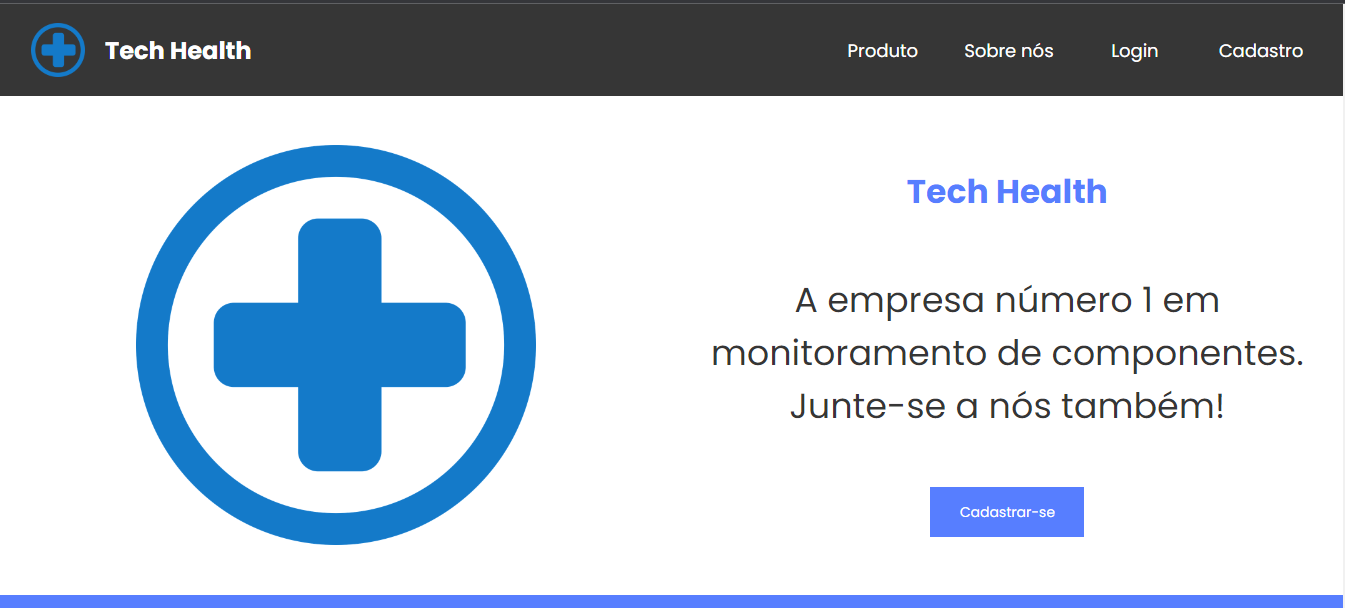 Tech Health
Produto
Sobre nós
Login
Cadastro
Tech Health
A empresa número 1 em
monitoramento de componentes.
Junte-se a nós também!
Cadastrar-se